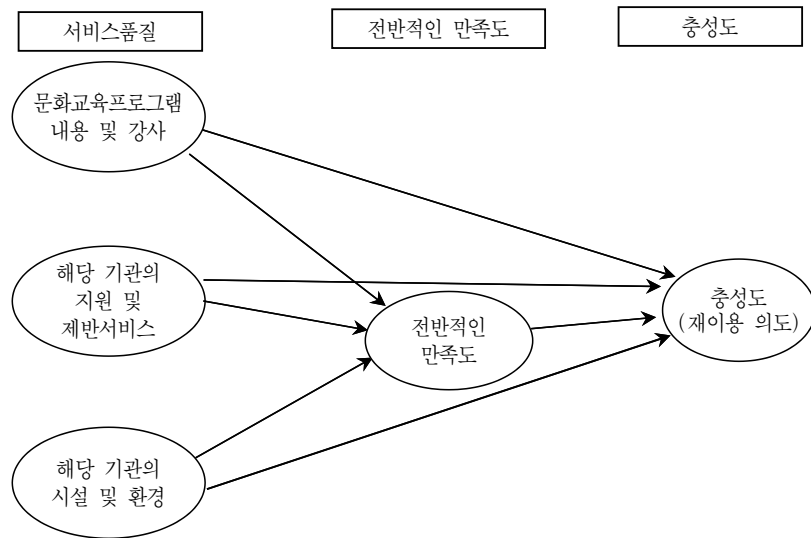 서비스품질
전반적인 만족도
충성도
문화교육프로그램
내용 및 강사
해당 기관의
지원 및
제반서비스
전반적인
만족도
충성도
(재이용 의도)
해당 기관의
시설 및 환경